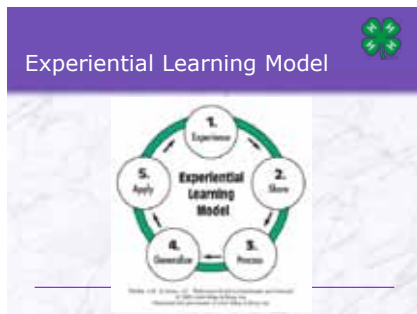 Experiential Learning Model
H H
H H
1.
Experience
2.
Share
3.
Process
4.
Generalize
5.
Apply
Experiential
Learning
Model